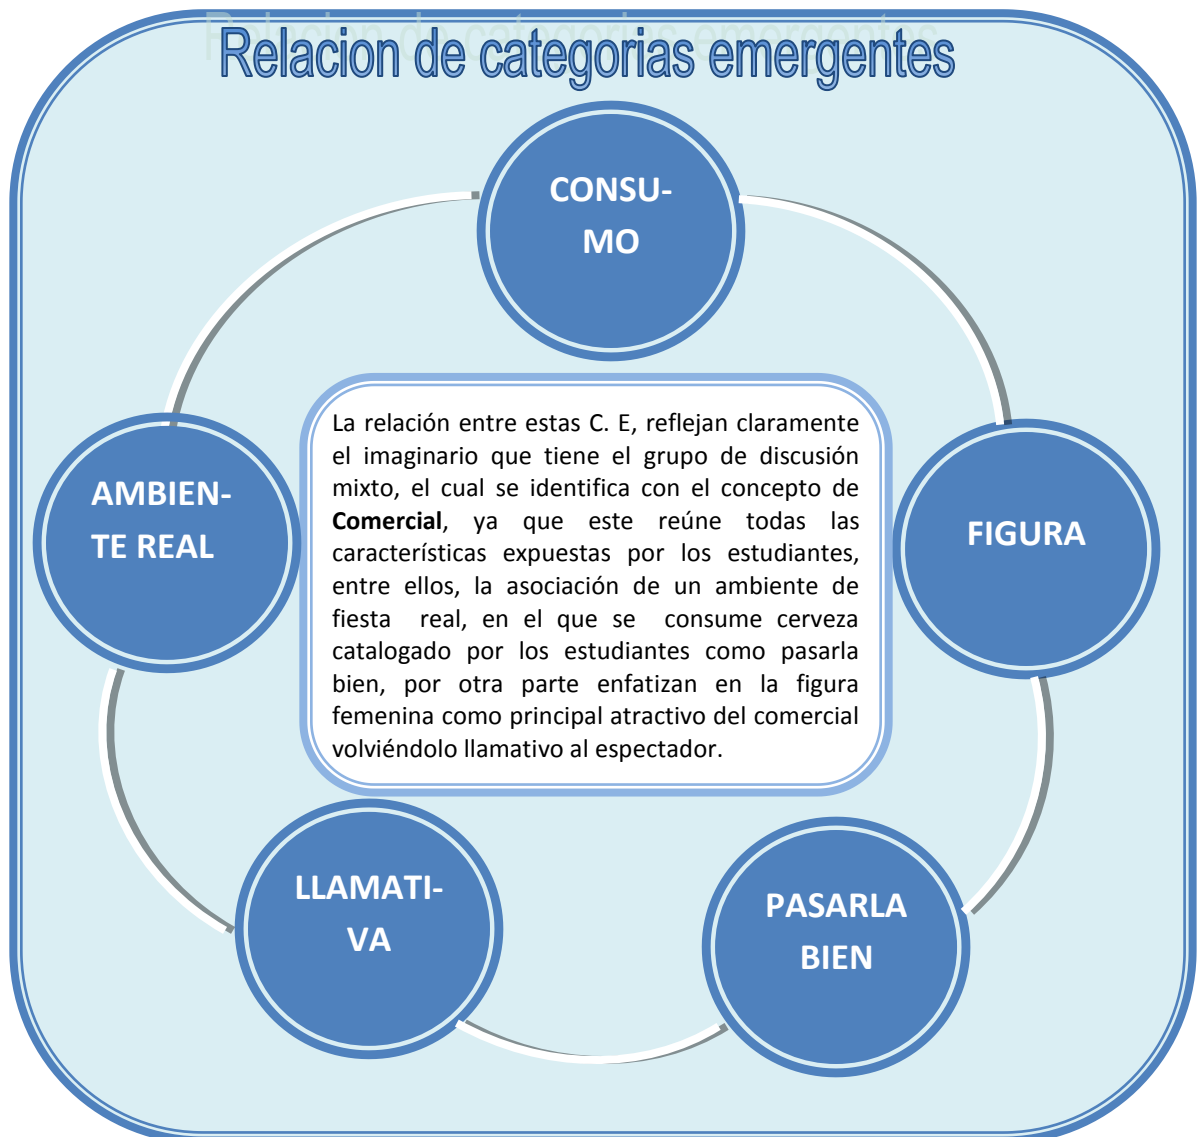 Relacion de categorias emergentes
CONSU-
MO
AMBIEN-
TE REAL
FIGURA
La relación entre estas C. E, reflejan claramente
el imaginario que tiene el grupo de discusión
mixto, el cual se identifica con el concepto de
Comercial, ya que este reúne todas las
características expuestas por los estudiantes,
entre ellos, la asociación de un ambiente de
fiesta real, en el que se consume cerveza
catalogado por los estudiantes como pasarla
bien, por otra parte enfatizan en la figura
femenina como principal atractivo del comercial
volviéndolo llamativo al espectador.
LLAMATI-
VA
PASARLA
BIEN